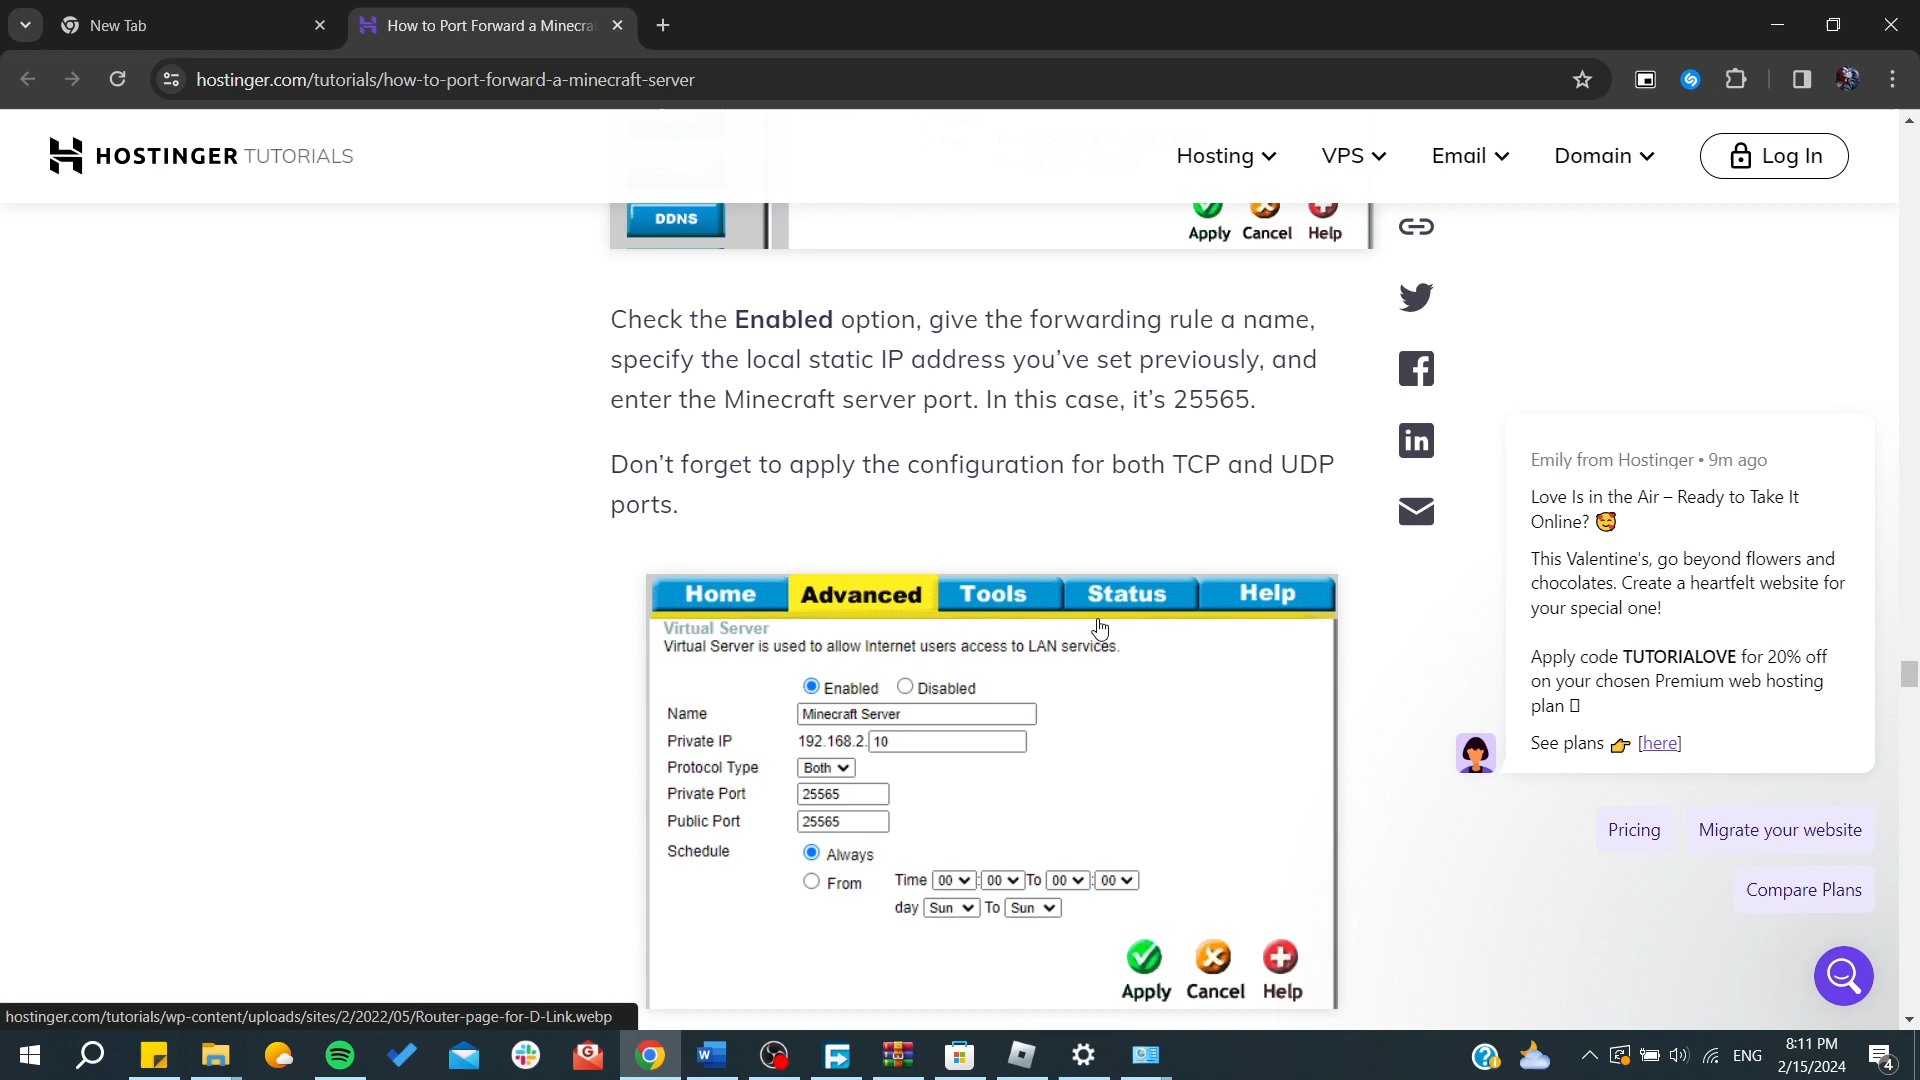 New Tab
How to Port Forward a Minecra
hostinger.com/tutorials/how-to-port-forward-a-minecraft-server
HOSTINGER TUTORIALS
Hosting
VPS
Email
Domain
Log In
DDNS
Apply Cancel Help
Check the Enabled option, give the forwarding rule a name,
specify the local static IP address you’ve set previously, and
enter the Minecraft server port. In this case, it’s 25565.
Don’t forget to apply the configuration for both TCP and UDP
ports.
Home Advanced Tools Status Help
Virtual Server
Virtual Server is used to allow Internet users access to LAN services.
Enabled Disabled
Name Minecraft Server
Private IP 192.168.2. 10
Protocol Type Both
Private Port 25565
Public Port 25565
Schedule Always
From Time 00 : 00 To 00 : 00
day Sun To Sun
Apply Cancel Help
Emily from Hostinger • 9m ago
Love Is in the Air – Ready to Take It
Online? 🥰
This Valentine's, go beyond flowers and
chocolates. Create a heartfelt website for
your special one!
Apply code TUTORIALOVE for 20% off
on your chosen Premium web hosting
plan
See plans 👉 [here]
Pricing
Migrate your website
Compare Plans
hostinger.com/tutorials/wp-content/uploads/sites/2/2022/05/Router-page-for-D-Link.webp
ENG
8:11 PM
2/15/2024
4